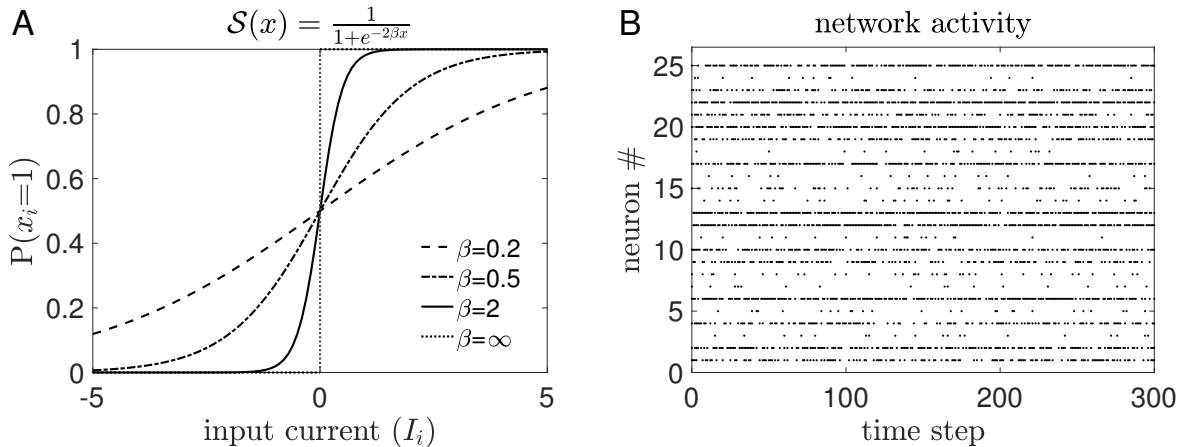 A
S(x) = 1/(1+e^{-2βx})
1
0.8
0.6
0.4
0.2
0
P(x_i=1)
β=0.2
β=0.5
β=2
β=∞
-5 0 5
input current (I_i)
B
network activity
25
20
15
10
5
0
neuron #
0 100 200 300
time step